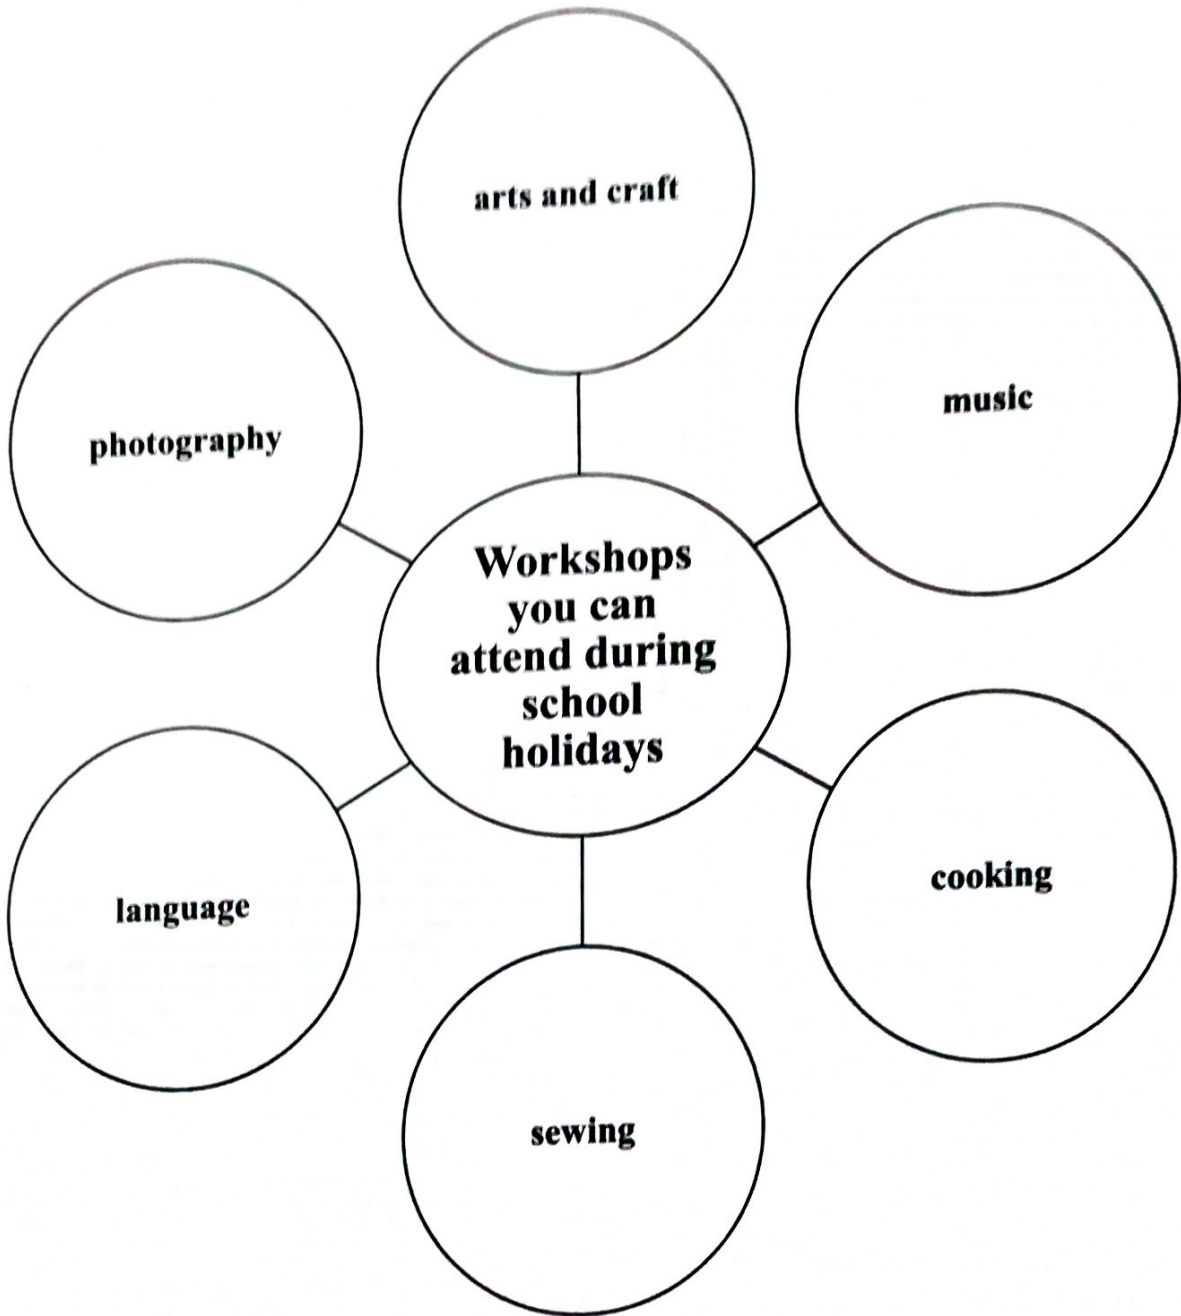 arts and craft
music
photography
Workshops
you can
attend during
school
holidays
cooking
language
sewing